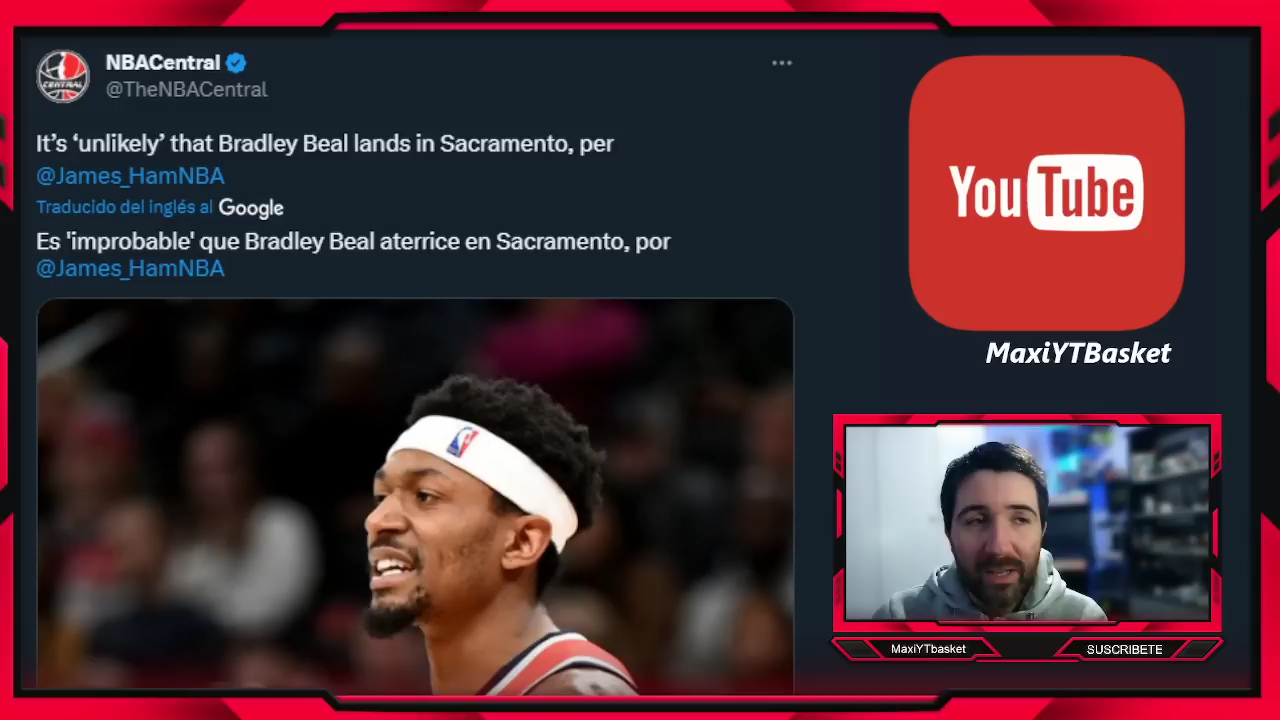 NBACentral
@TheNBACentral
It's ‘unlikely’ that Bradley Beal lands in Sacramento, per
@James_HamNBA
Traducido del inglés al Google
Es 'improbable' que Bradley Beal aterrice en Sacramento, por
@James_HamNBA
CENTRAL
YouTube
MaxiYTBasket
MaxiYTbasket
SUSCRIBETE